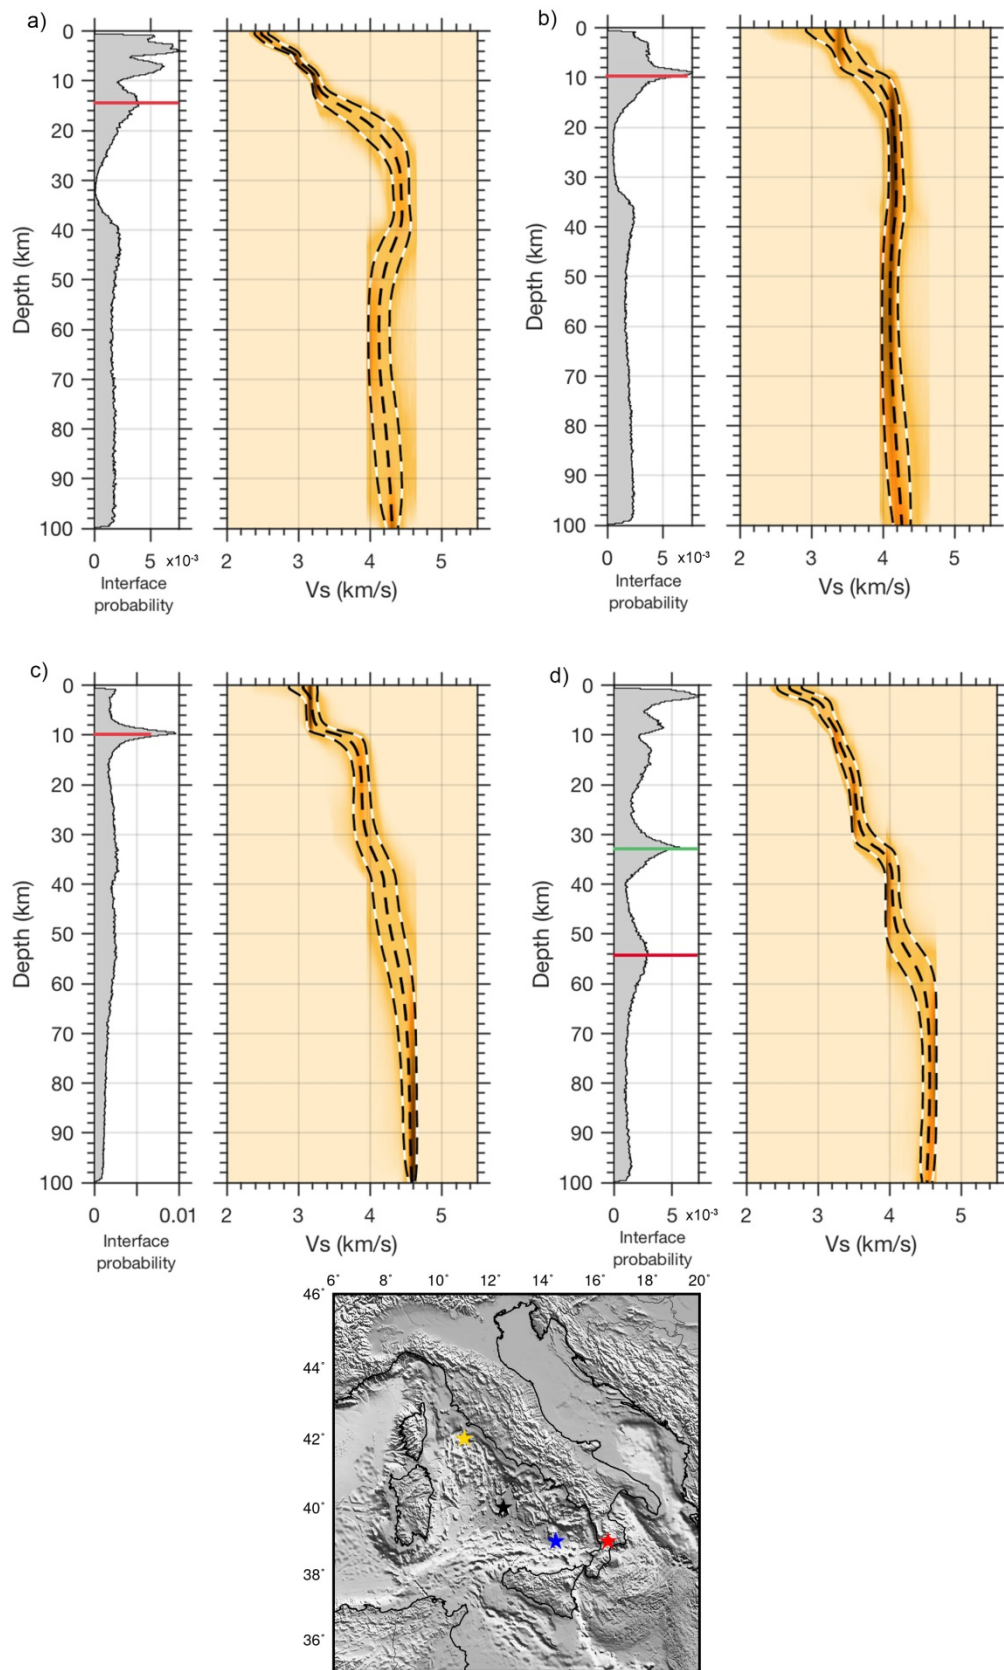 a)
0
10
20
30
40
50
60
70
80
90
100
Depth (km)
0 5 x10⁻³
Interface
probability
2 3 4 5
Vs (km/s)
b)
0
10
20
30
40
50
60
70
80
90
100
Depth (km)
0 5 x10⁻³
Interface
probability
2 3 4 5
Vs (km/s)
c)
0
10
20
30
40
50
60
70
80
90
100
Depth (km)
0 0.01
Interface
probability
2 3 4 5
Vs (km/s)
d)
0
10
20
30
40
50
60
70
80
90
100
Depth (km)
0 5 x10⁻³
Interface
probability
2 3 4 5
Vs (km/s)
6° 8° 10° 12° 14° 16° 18° 20°
46°
44°
42°
40°
38°
36°